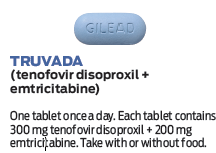 GILEAD
TRUVADA
(tenofovir disoproxil +
emtricitabine)
One tablet once a day. Each tablet contains
300 mg tenofovir disoproxil + 200 mg
emtricitabine. Take with or without food.